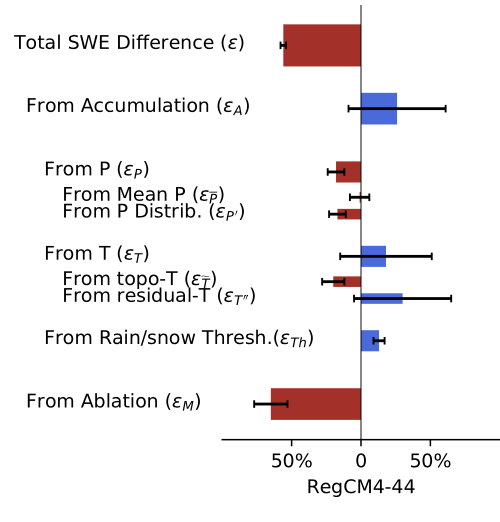 Total SWE Difference (ε)
From Accumulation (ε_A)
From P (ε_P)
From Mean P (ε_P̅)
From P Distrib. (ε_P′)
From T (ε_T)
From topo-T (ε_T̅)
From residual-T (ε_T″)
From Rain/snow Thresh.(ε_Th)
From Ablation (ε_M)
50% 0 50%
RegCM4-44